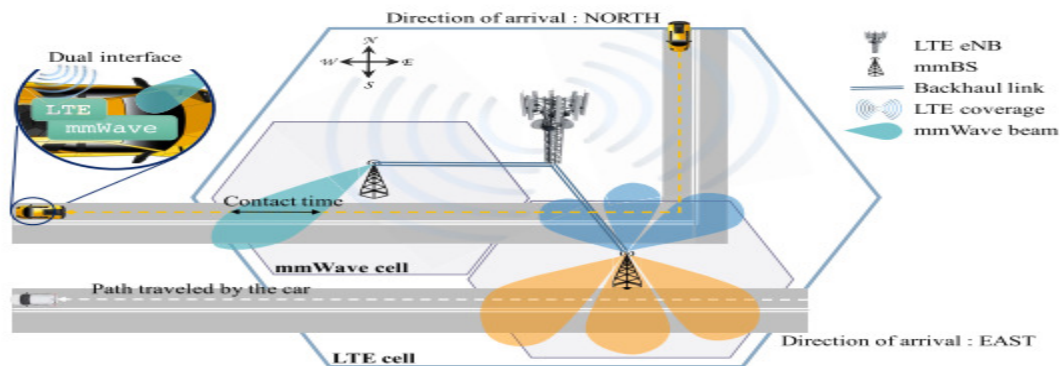 Direction of arrival : NORTH
Dual interface
N
W E
S
LTE
mmWave
LTE eNB
mmBS
Backhaul link
LTE coverage
mmWave beam
Contact time
mmWave cell
Path traveled by the car
LTE cell
Direction of arrival : EAST